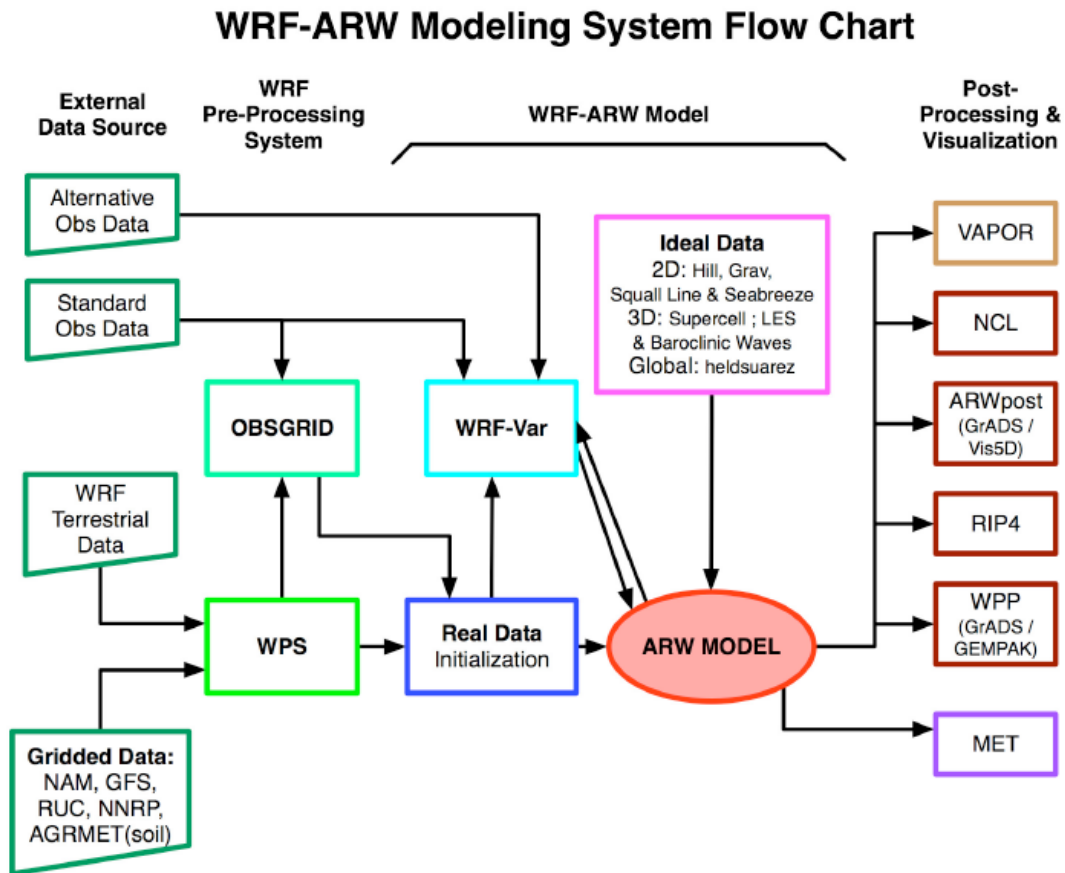 WRF-ARW Modeling System Flow Chart
External
Data Source
WRF
Pre-Processing
System
WRF-ARW Model
Post-
Processing &
Visualization
Alternative
Obs Data
Standard
Obs Data
WRF
Terrestrial
Data
Gridded Data:
NAM, GFS,
RUC, NNRP,
AGRMET(soil)
OBSGRID
WPS
WRF-Var
Real Data
Initialization
Ideal Data
2D: Hill, Grav,
Squall Line & Seabreeze
3D: Supercell ; LES
& Baroclinic Waves
Global: heldsuarez
ARW MODEL
VAPOR
NCL
ARWpost
(GrADS /
Vis5D)
RIP4
WPP
(GrADS /
GEMPAK)
MET